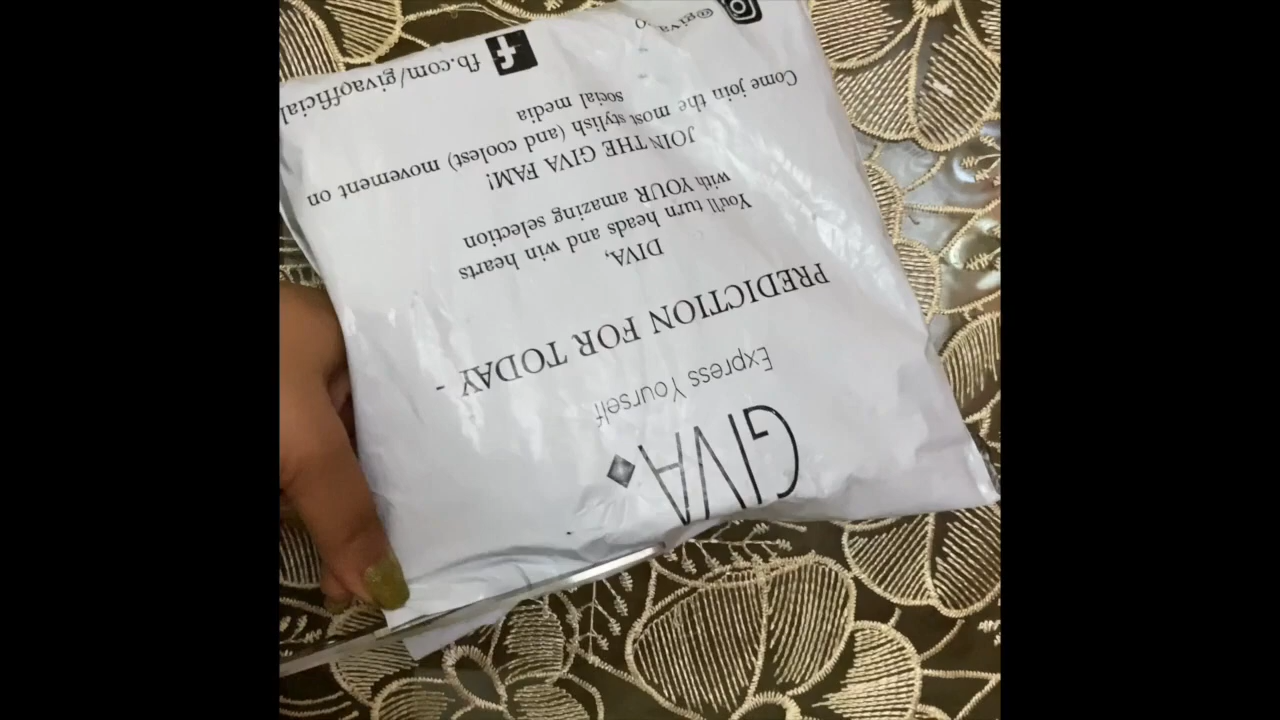 GIVA
Express Yourself
PREDICTION FOR TODAY -
DIVA,
You'll turn heads and win hearts
with YOUR amazing selection
JOIN THE GIVA FAM!
Come join the most stylish (and coolest) movement on
social media
fb.com/givaofficial